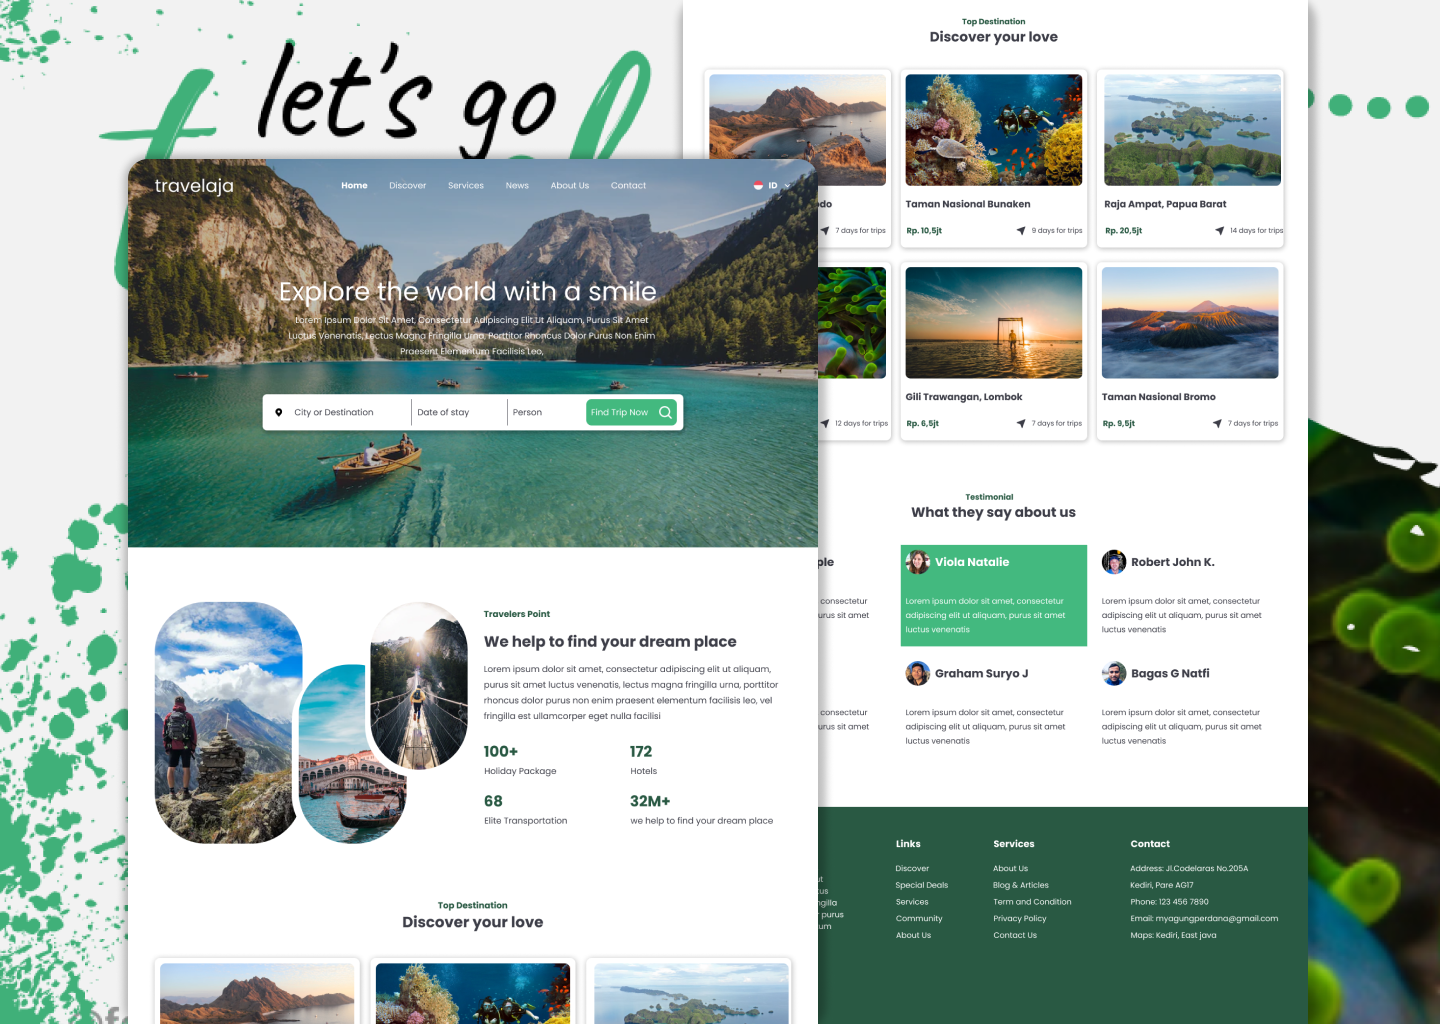 let's go
travelaja
Home Discover Services News About Us Contact
ID
Explore the world with a smile
Lorem Ipsum Dolor Sit Amet, Consectetur Adipiscing Elit Ut Aliquam, Purus Sit Amet
Luctus Venenatis, Lectus Magna Fringilla Urna, Porttitor Rhoncus Dolor Purus Non Enim
Praesent Elementum Facilisis Leo,
City or Destination Date of stay Person Find Trip Now
Travelers Point
We help to find your dream place
Lorem ipsum dolor sit amet, consectetur adipiscing elit ut aliquam,
purus sit amet luctus venenatis, lectus magna fringilla urna, porttitor
rhoncus dolor purus non enim praesent elementum facilisis leo, vel
fringilla est ullamcorper eget nulla facilisi
100+ 172
Holiday Package Hotels
68 32M+
Elite Transportation we help to find your dream place
Top Destination
Discover your love
Top Destination
Discover your love
do Taman Nasional Bunaken Raja Ampat, Papua Barat
7 days for trips Rp. 10,5jt 9 days for trips Rp. 20,5jt 14 days for trips
Gili Trawangan, Lombok Taman Nasional Bromo
12 days for trips Rp. 6,5jt 7 days for trips Rp. 9,5jt 7 days for trips
Testimonial
What they say about us
ple Viola Natalie Robert John K.
consectetur Lorem ipsum dolor sit amet, consectetur Lorem ipsum dolor sit amet, consectetur
urus sit amet adipiscing elit ut aliquam, purus sit amet adipiscing elit ut aliquam, purus sit amet
luctus venenatis luctus venenatis
Graham Suryo J Bagas G Natfi
consectetur Lorem ipsum dolor sit amet, consectetur Lorem ipsum dolor sit amet, consectetur
urus sit amet adipiscing elit ut aliquam, purus sit amet adipiscing elit ut aliquam, purus sit amet
luctus venenatis luctus venenatis
Links Services Contact
Discover About Us Address: Jl.Codelaras No.205A
Special Deals Blog & Articles Kediri, Pare AG17
Services Term and Condition Phone: 123 456 7890
Community Privacy Policy Email: myagungperdana@gmail.com
About Us Contact Us Maps: Kediri, East java
ut
tus
ngilla
purus
um